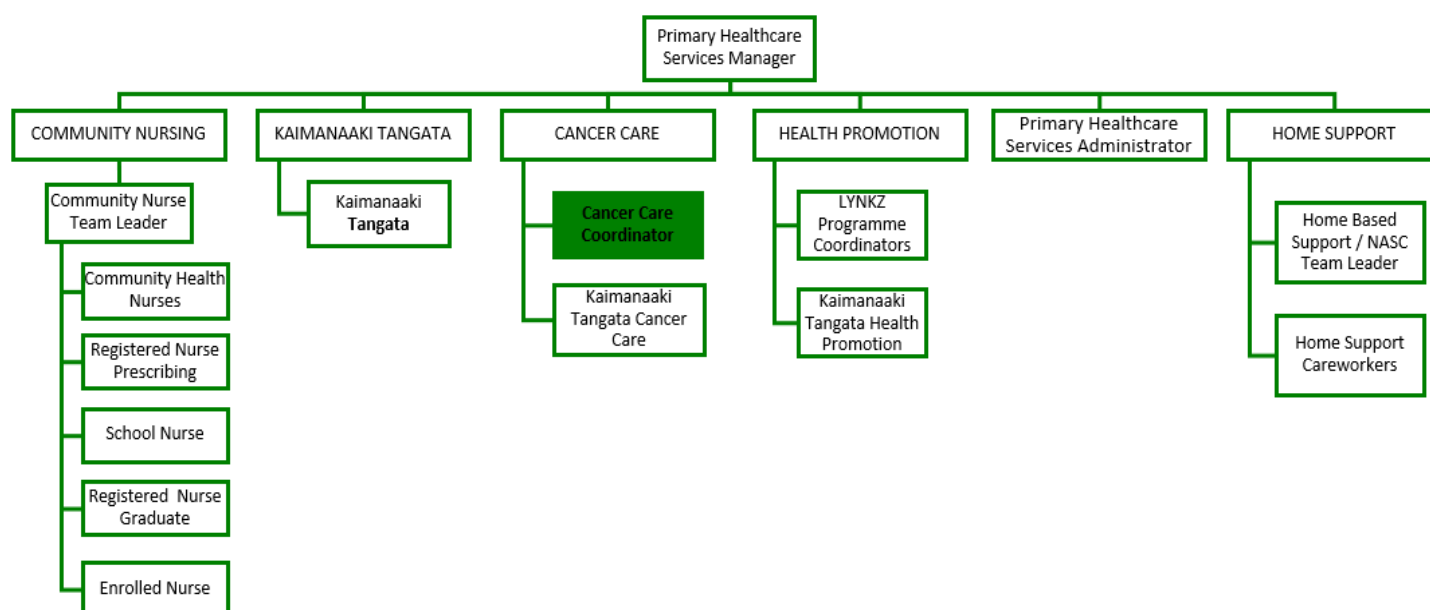 Primary Healthcare
Services Manager
COMMUNITY NURSING
KAIMANAAKI TANGATA
CANCER CARE
HEALTH PROMOTION
Primary Healthcare
Services Administrator
HOME SUPPORT
Community Nurse
Team Leader
Community Health
Nurses
Registered Nurse
Prescribing
School Nurse
Registered Nurse
Graduate
Enrolled Nurse
Kaimanaaki
Tangata
Cancer Care
Coordinator
Kaimanaaki
Tangata Cancer
Care
LYNKZ
Programme
Coordinators
Kaimanaaki
Tangata Health
Promotion
Home Based
Support / NASC
Team Leader
Home Support
Careworkers